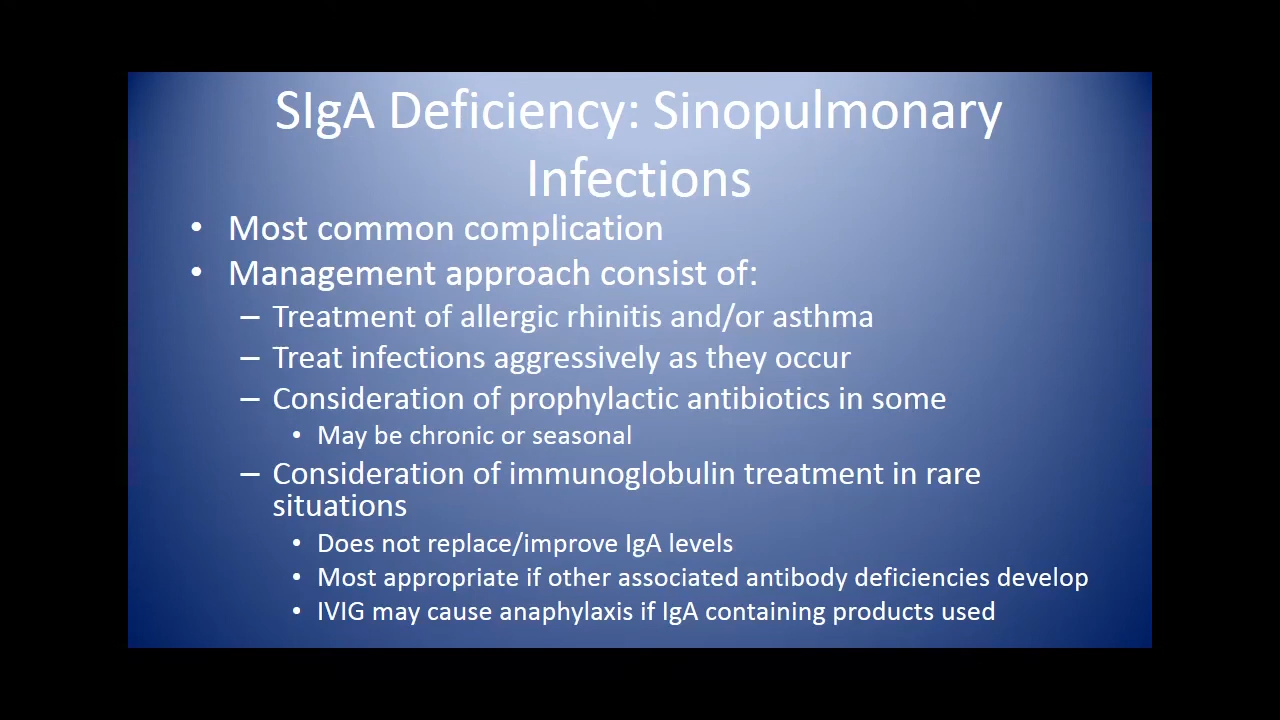 SIgA Deficiency: Sinopulmonary
Infections
• Most common complication
• Management approach consist of:
– Treatment of allergic rhinitis and/or asthma
– Treat infections aggressively as they occur
– Consideration of prophylactic antibiotics in some
• May be chronic or seasonal
– Consideration of immunoglobulin treatment in rare
situations
• Does not replace/improve IgA levels
• Most appropriate if other associated antibody deficiencies develop
• IVIG may cause anaphylaxis if IgA containing products used